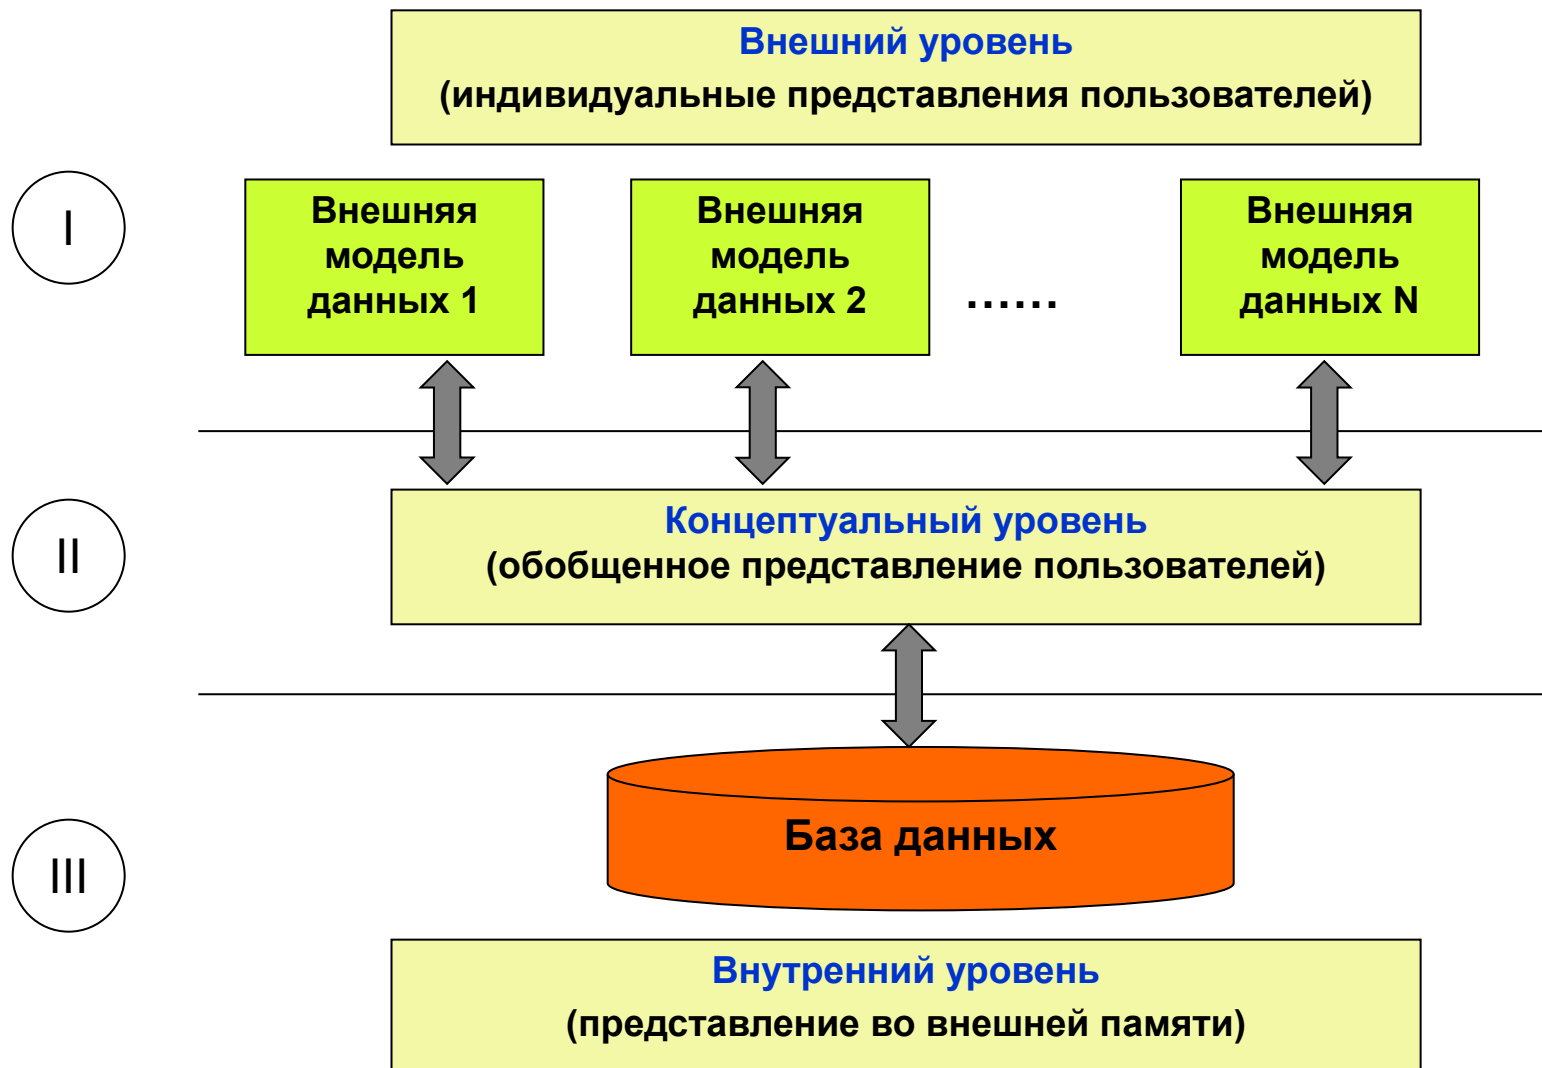 Внешний уровень
(индивидуальные представления пользователей)
I
Внешняя
модель
данных 1
Внешняя
модель
данных 2
......
Внешняя
модель
данных N
II
Концептуальный уровень
(обобщенное представление пользователей)
III
База данных
Внутренний уровень
(представление во внешней памяти)